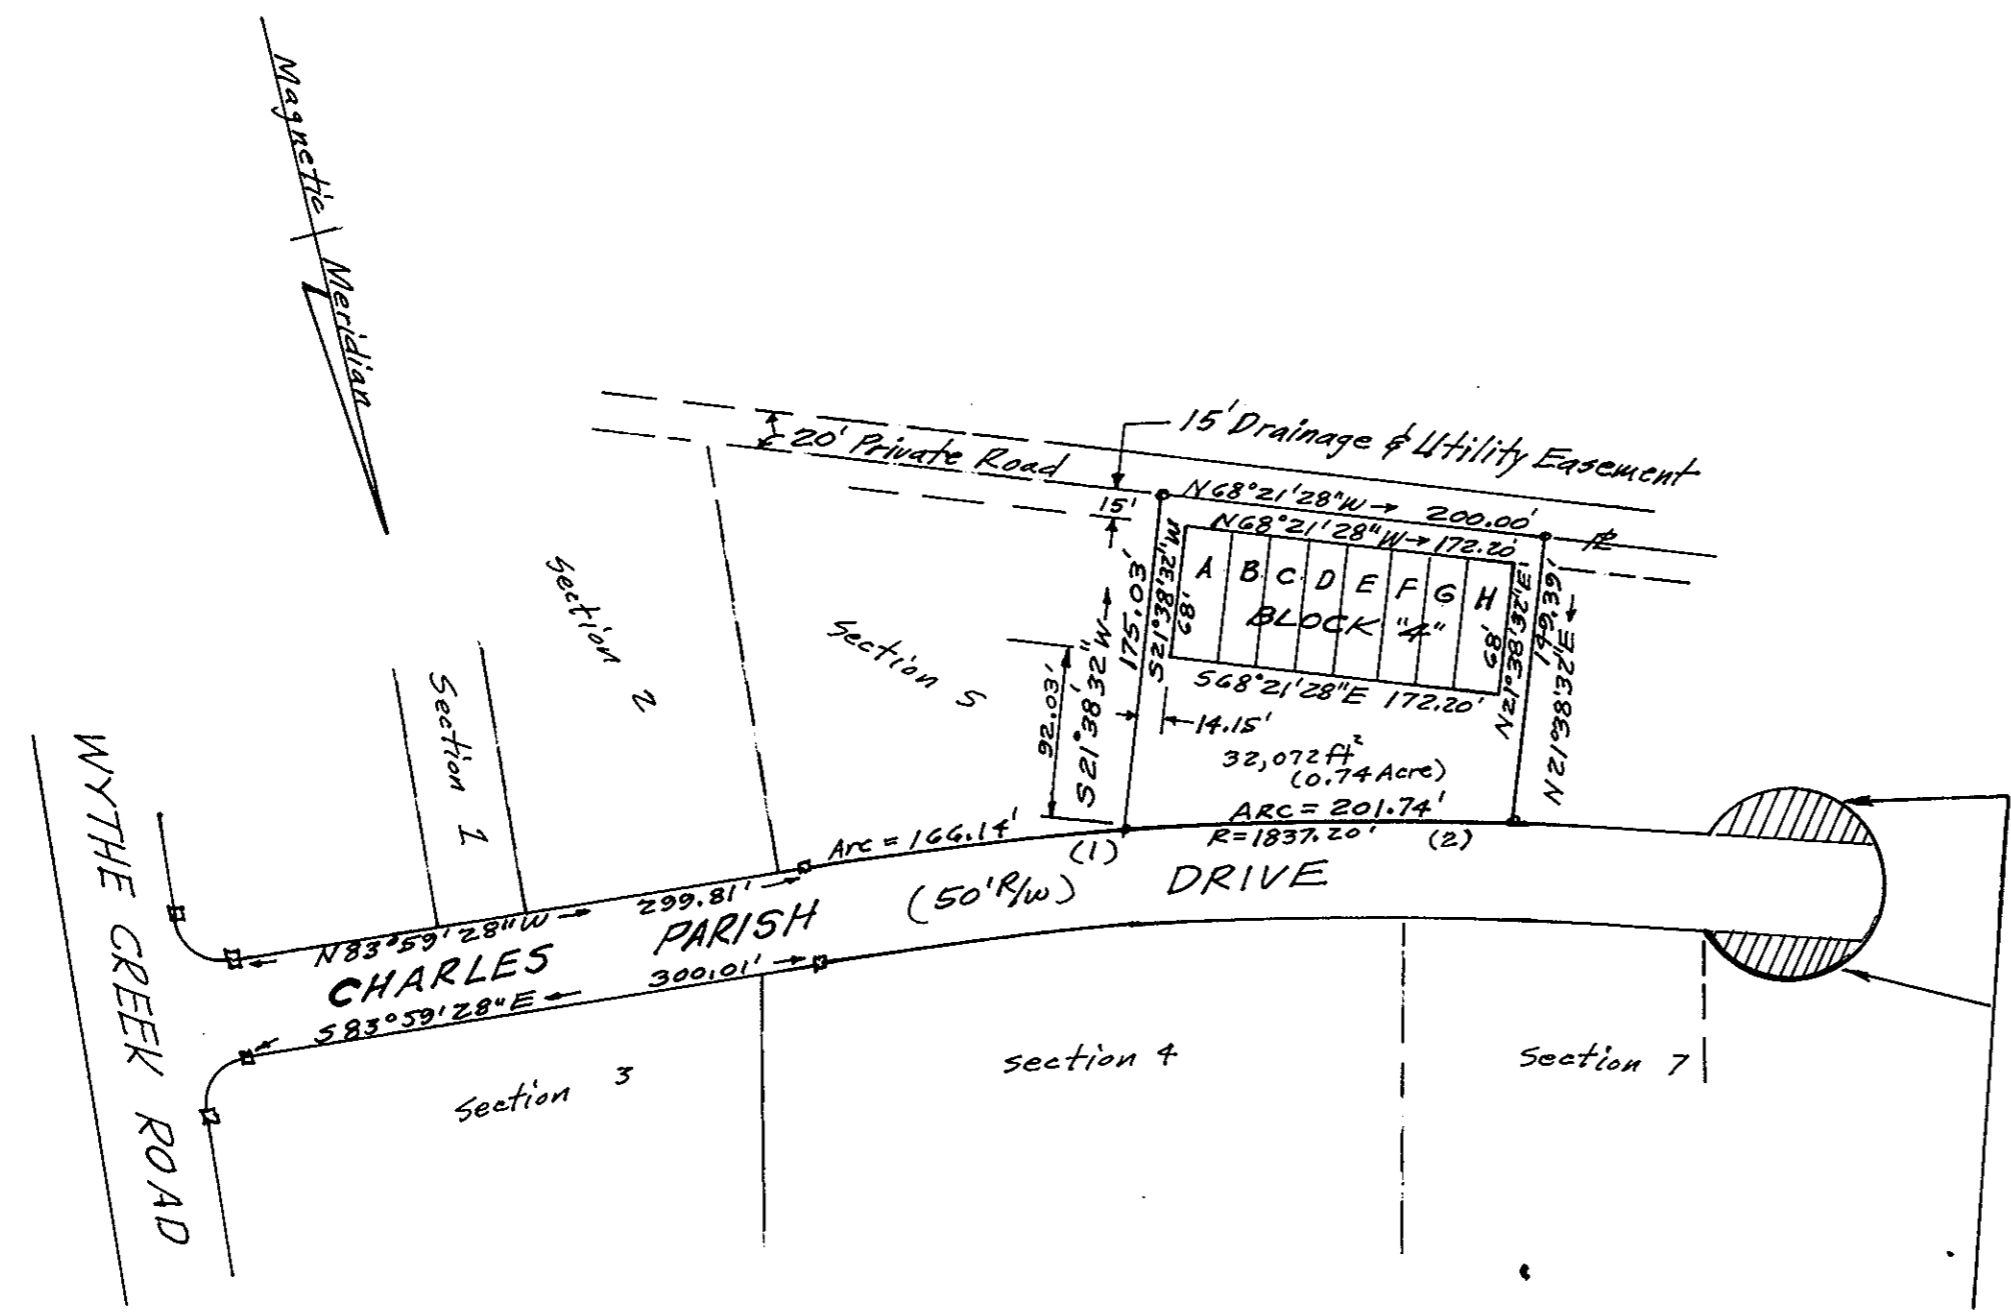 Magnetic Meridian
15' Drainage & Utility Easement
20' Private Road
15'
N68°21'28"W → 200.00'
N68°21'28"W → 172.20'
℄
A B C D E F G H
BLOCK "4"
68'
S21°38'32"W
175.03'
S21°38'32"W →
92.03'
68'
N21°38'32"E
149.39'
N21°38'32"E →
S68°21'28"E 172.20'
14.15'
32,072 ft²
(0.74 Acre)
ARC = 201.74'
R=1837.20'
(1)
(2)
Arc = 166.14'
Section 1
Section 2
Section 5
299.81'
N83°59'28"W
CHARLES PARISH (50' R/W) DRIVE
300.01'
S83°59'28"E
WYTHE CREEK ROAD
Section 3
Section 4
Section 7